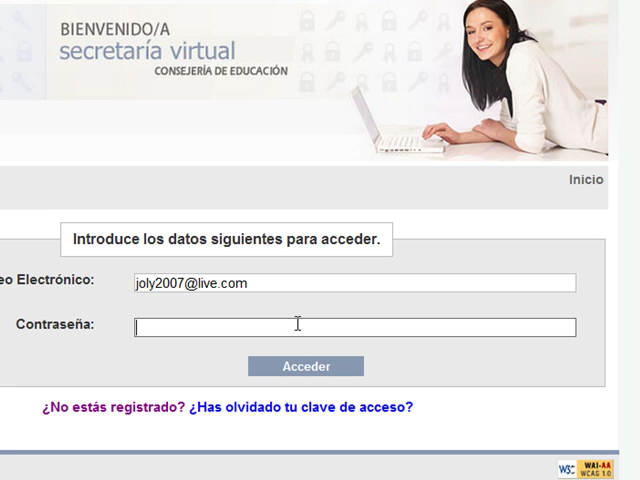 BIENVENIDO/A
secretaría virtual
CONSEJERÍA DE EDUCACIÓN
Inicio
Introduce los datos siguientes para acceder.
eo Electrónico:
joly2007@live.com
Contraseña:
Acceder
¿No estás registrado? ¿Has olvidado tu clave de acceso?
W3C WAI-AA
WCAG 1.0